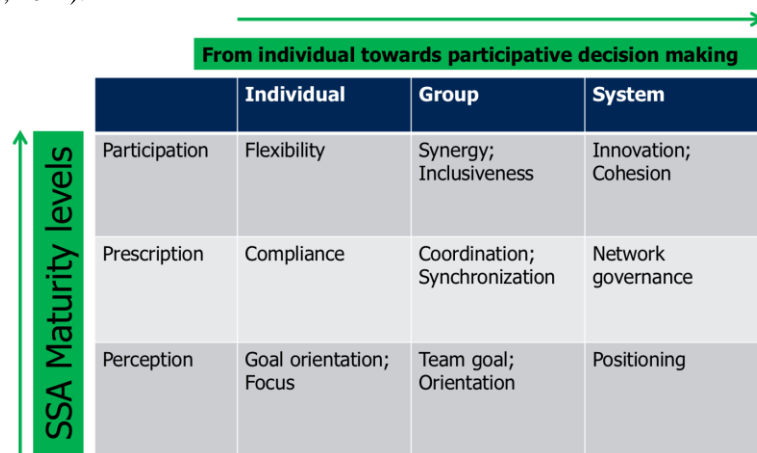 From individual towards participative decision making
Individual Group System
SSA Maturity levels
Participation Flexibility Synergy; Innovation;
Inclusiveness Cohesion
Prescription Compliance Coordination; Network
Synchronization governance
Perception Goal orientation; Team goal; Positioning
Focus Orientation